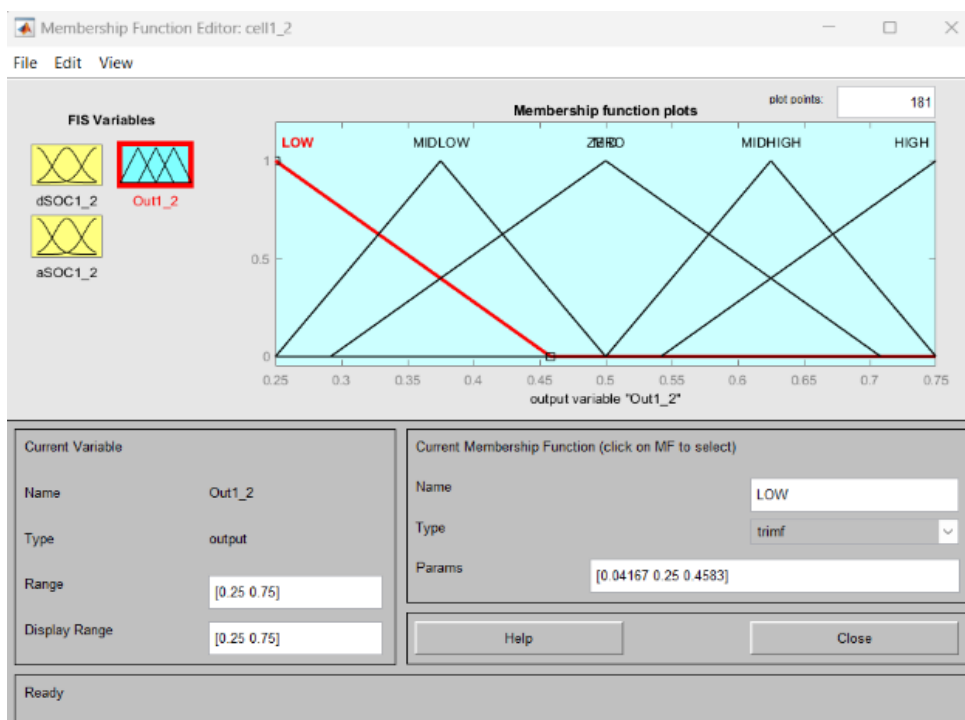 Membership Function Editor: cell1_2
File Edit View
FIS Variables
dSOC1_2
Out1_2
aSOC1_2
Membership function plots
plot points:
181
LOW
MIDLOW
MIDHIGH
HIGH
1
0.5
0
0.25 0.3 0.35 0.4 0.45 0.5 0.55 0.6 0.65 0.7 0.75
output variable "Out1_2"
Current Variable
Name Out1_2
Type output
Range [0.25 0.75]
Display Range [0.25 0.75]
Current Membership Function (click on MF to select)
Name LOW
Type trimf
Params [0.04167 0.25 0.4583]
Help Close
Ready